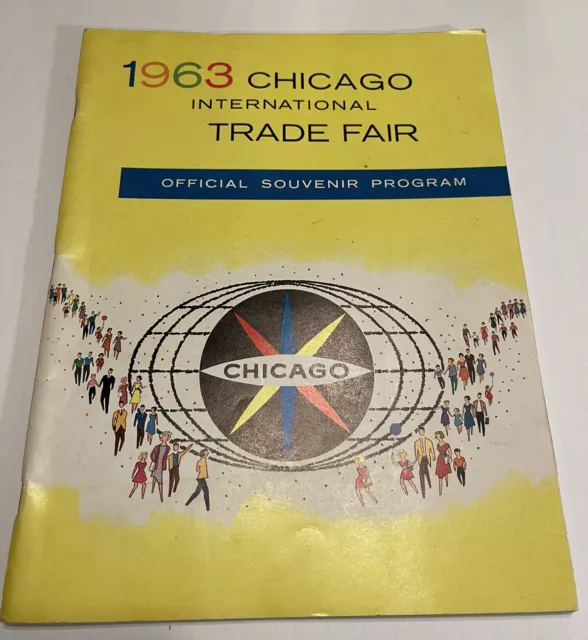 1963 CHICAGO
INTERNATIONAL
TRADE FAIR
OFFICIAL SOUVENIR PROGRAM
CHICAGO